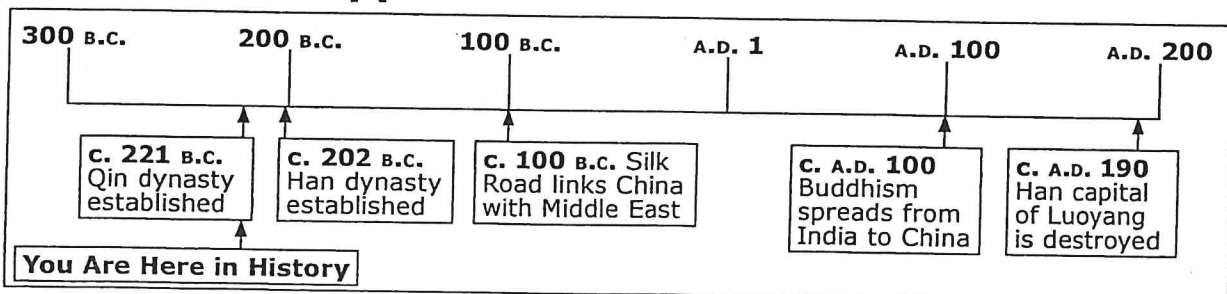 300 B.C. 200 B.C. 100 B.C. A.D. 1 A.D. 100 A.D. 200
c. 221 B.C.
Qin dynasty
established
c. 202 B.C.
Han dynasty
established
c. 100 B.C. Silk
Road links China
with Middle East
c. A.D. 100
Buddhism
spreads from
India to China
c. A.D. 190
Han capital
of Luoyang
is destroyed
You Are Here in History